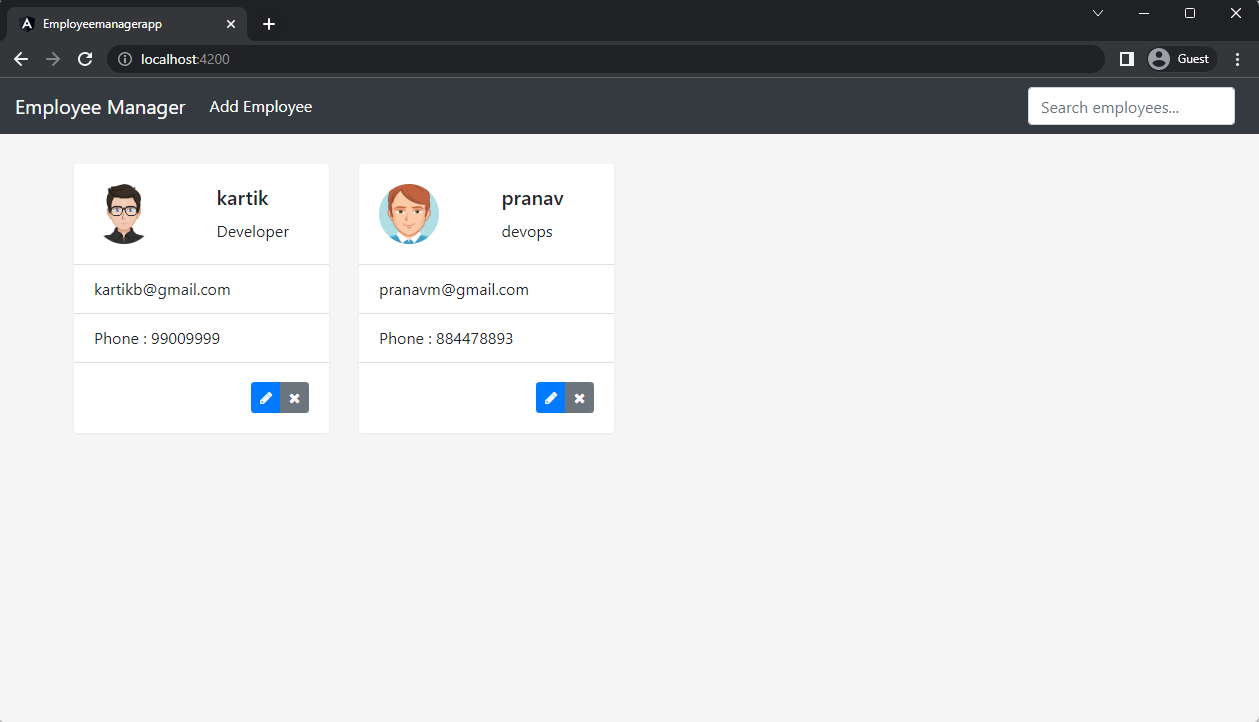 Employeemanagerapp
localhost:4200
Guest
Employee Manager Add Employee Search employees...
kartik
Developer
kartikb@gmail.com
Phone : 99009999
pranav
devops
pranavm@gmail.com
Phone : 884478893